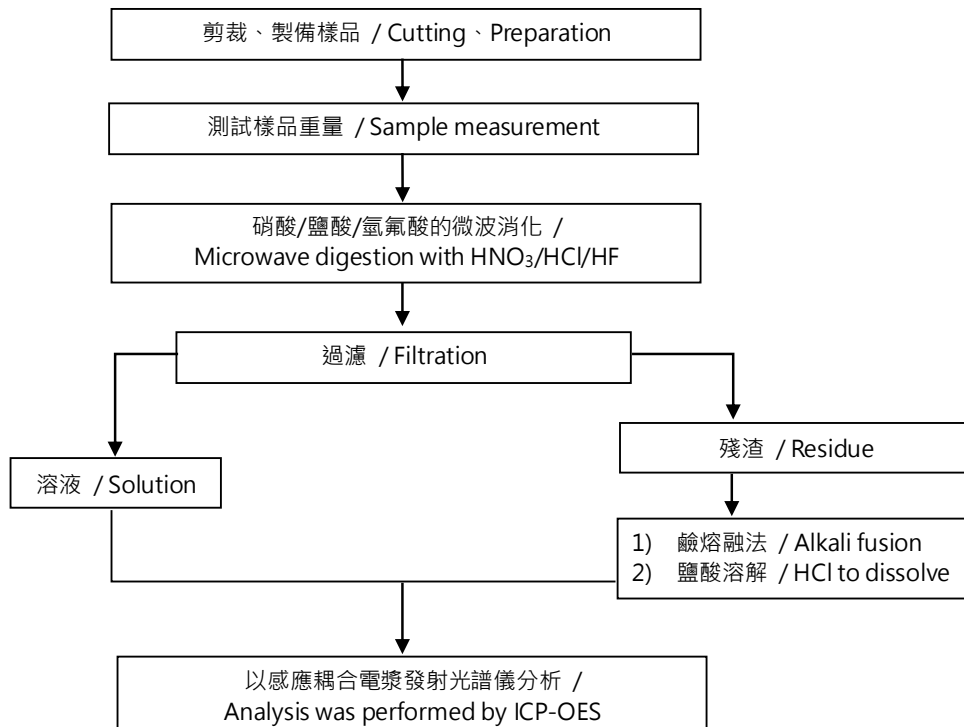 剪裁、製備樣品 / Cutting、Preparation
測試樣品重量 / Sample measurement
硝酸/鹽酸/氫氟酸的微波消化 /
Microwave digestion with HNO₃/HCl/HF
過濾 / Filtration
溶液 / Solution
殘渣 / Residue
1) 鹼熔融法 / Alkali fusion
2) 鹽酸溶解 / HCl to dissolve
以感應耦合電漿發射光譜儀分析 /
Analysis was performed by ICP-OES